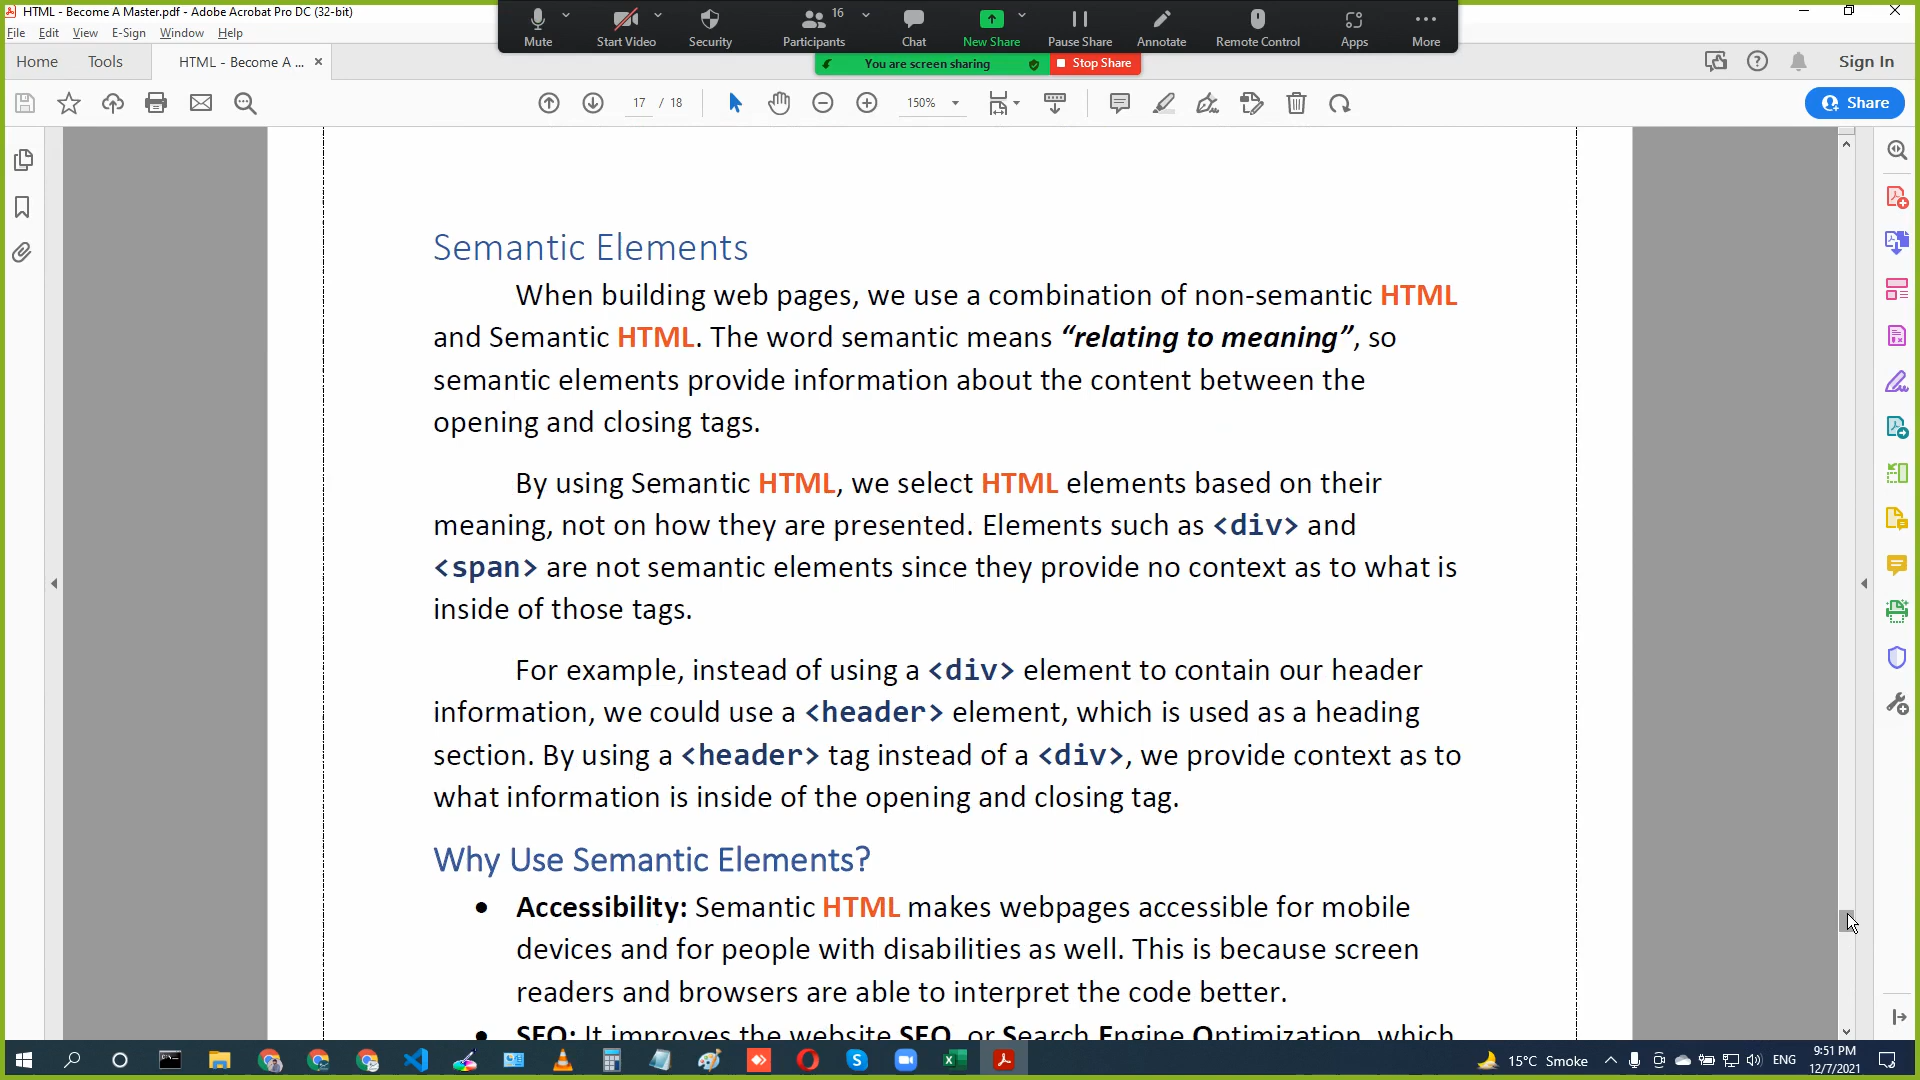 HTML - Become A Master.pdf - Adobe Acrobat Pro DC (32-bit)
File Edit View E-Sign Window Help
Mute Start Video Security Participants 16 Chat New Share Pause Share Annotate Remote Control Apps More
You are screen sharing Stop Share
Home Tools HTML - Become A ... × Sign In
17 / 18 150% Share
Semantic Elements
When building web pages, we use a combination of non-semantic HTML
and Semantic HTML. The word semantic means “relating to meaning”, so
semantic elements provide information about the content between the
opening and closing tags.
By using Semantic HTML, we select HTML elements based on their
meaning, not on how they are presented. Elements such as <div> and
<span> are not semantic elements since they provide no context as to what is
inside of those tags.
For example, instead of using a <div> element to contain our header
information, we could use a <header> element, which is used as a heading
section. By using a <header> tag instead of a <div>, we provide context as to
what information is inside of the opening and closing tag.
Why Use Semantic Elements?
• Accessibility: Semantic HTML makes webpages accessible for mobile
devices and for people with disabilities as well. This is because screen
readers and browsers are able to interpret the code better.
• SEO: It improves the website SEO, or Search Engine Optimization, which
15°C Smoke ENG 9:51 PM
12/7/2021